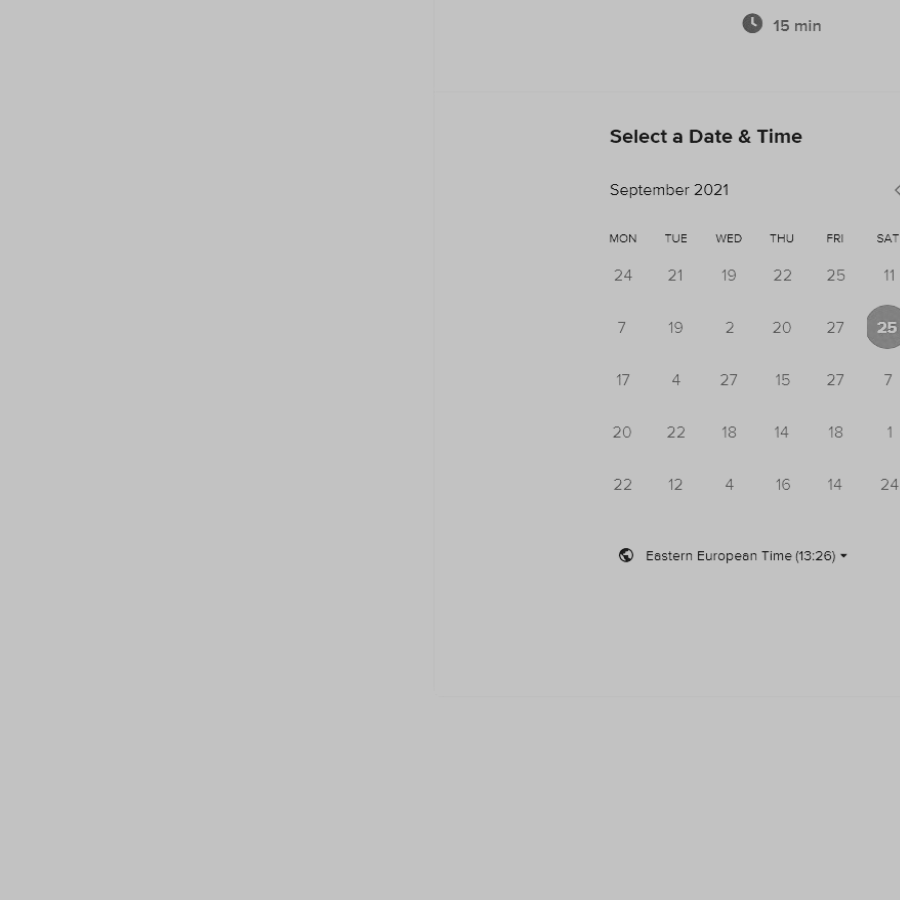 15 min
Select a Date & Time
September 2021
MON TUE WED THU FRI SAT
24 21 19 22 25 11
7 19 2 20 27 25
17 4 27 15 27 7
20 22 18 14 18 1
22 12 4 16 14 24
Eastern European Time (13:26)